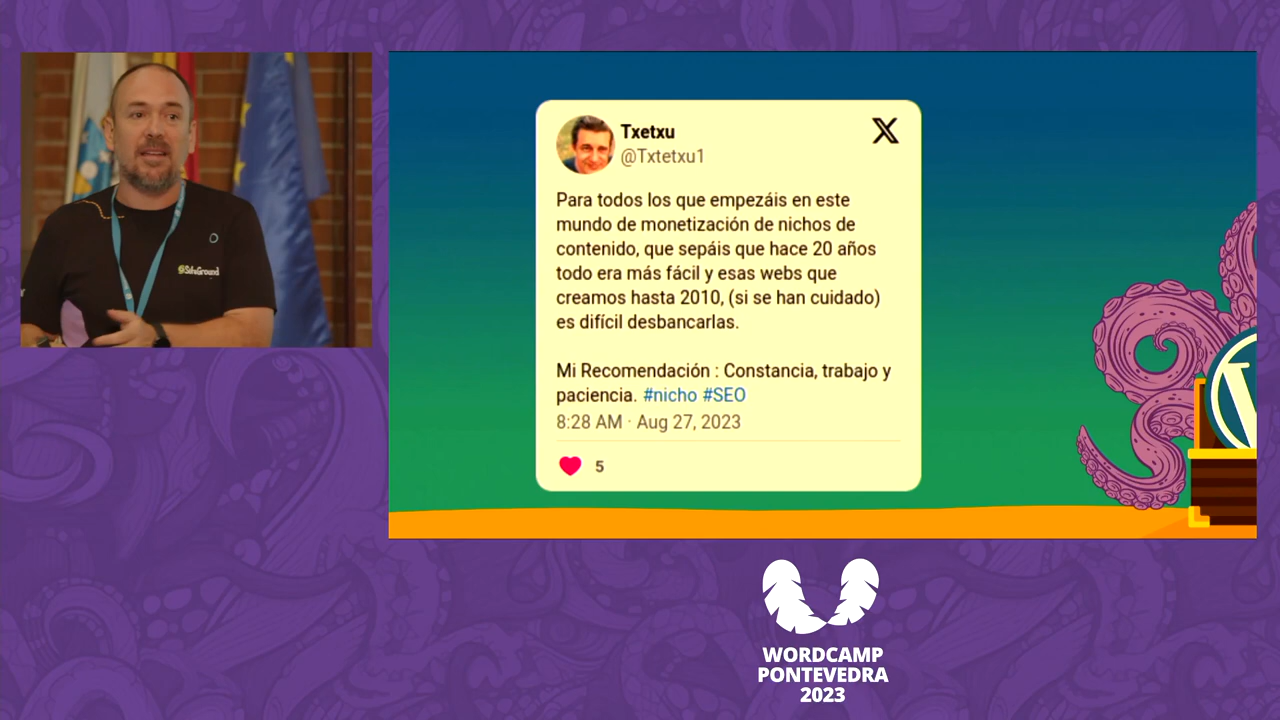 SiteGround
Txetxu
@Txtetxu1
Para todos los que empezáis en este
mundo de monetización de nichos de
contenido, que sepáis que hace 20 años
todo era más fácil y esas webs que
creamos hasta 2010, (si se han cuidado)
es difícil desbancarlas.
Mi Recomendación : Constancia, trabajo y
paciencia. #nicho #SEO
8:28 AM · Aug 27, 2023
5
WORDCAMP
PONTEVEDRA
2023